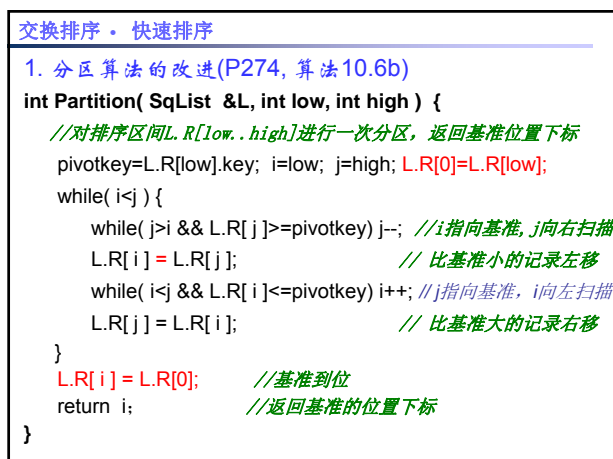 交换排序 • 快速排序
1. 分区算法的改进(P274, 算法10.6b)
int Partition( SqList &L, int low, int high ) {
//对排序区间L.R[low..high]进行一次分区，返回基准位置下标
pivotkey=L.R[low].key; i=low; j=high; L.R[0]=L.R[low];
while( i<j ) {
while( j>i && L.R[ j ]>=pivotkey) j--; //i指向基准, j向右扫描
L.R[ i ] = L.R[ j ]; // 比基准小的记录左移
while( i<j && L.R[ i ]<=pivotkey) i++; // j指向基准，i向左扫描
L.R[ j ] = L.R[ i ]; // 比基准大的记录右移
}
L.R[ i ] = L.R[0]; //基准到位
return i； //返回基准的位置下标
}